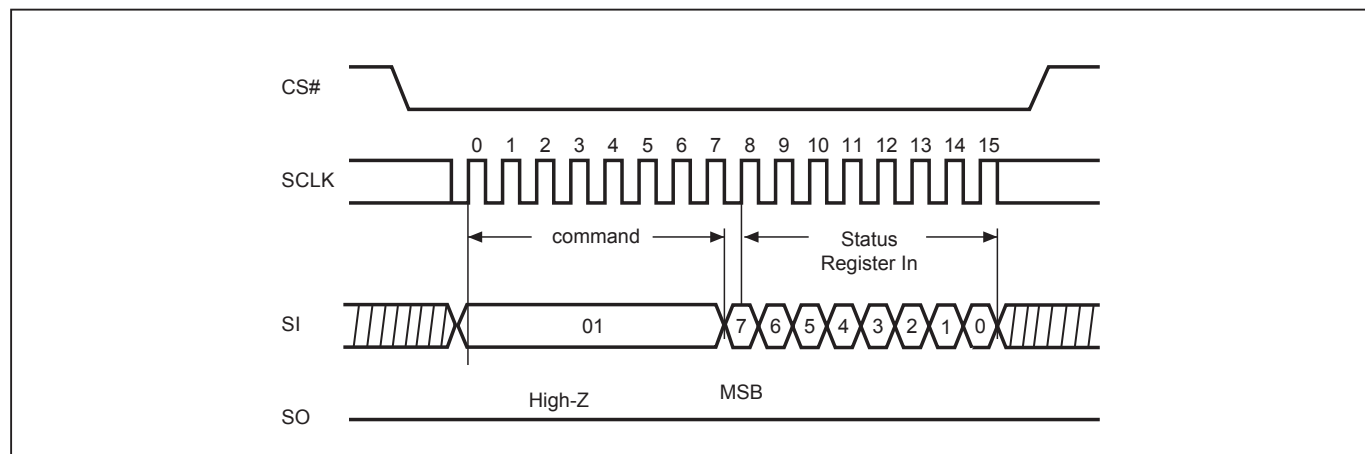 CS#
0 1 2 3 4 5 6 7 8 9 10 11 12 13 14 15
SCLK
command
Status
Register In
SI
01
7 6 5 4 3 2 1 0
MSB
High-Z
SO